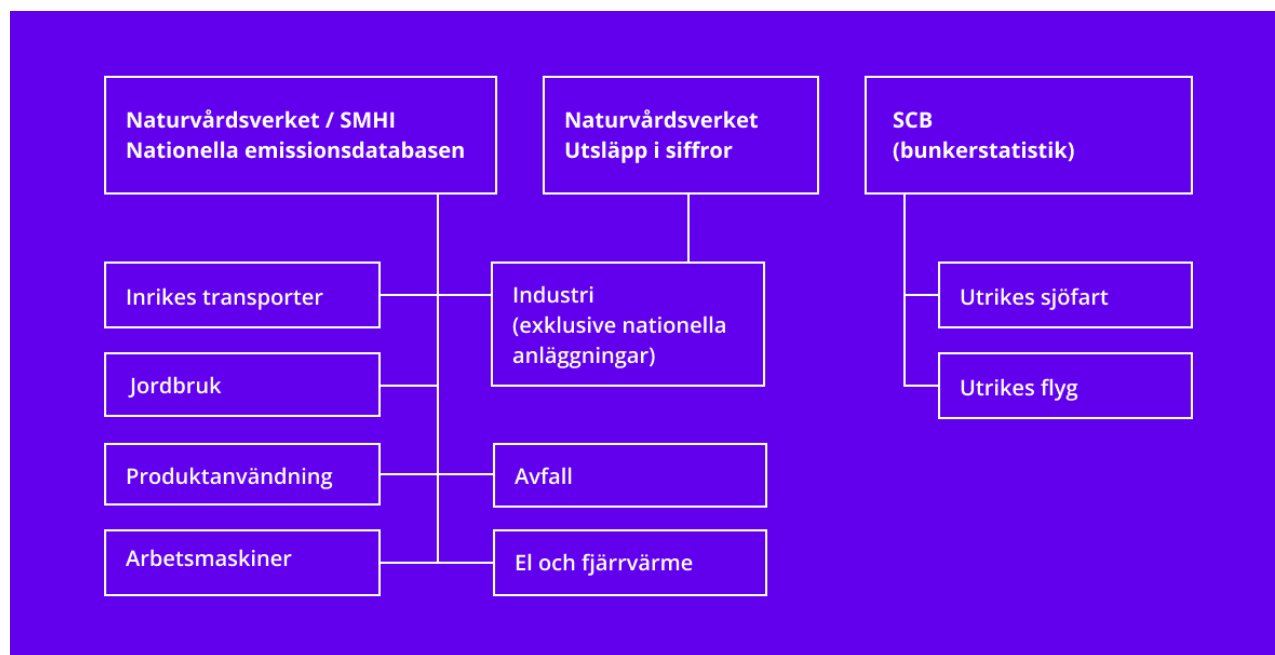 Naturvårdsverket / SMHI
Nationella emissionsdatabasen
Naturvårdsverket
Utsläpp i siffror
SCB
(bunkerstatistik)
Inrikes transporter
Industri
(exklusive nationella
anläggningar)
Utrikes sjöfart
Jordbruk
Utrikes flyg
Produktanvändning
Avfall
Arbetsmaskiner
El och fjärrvärme